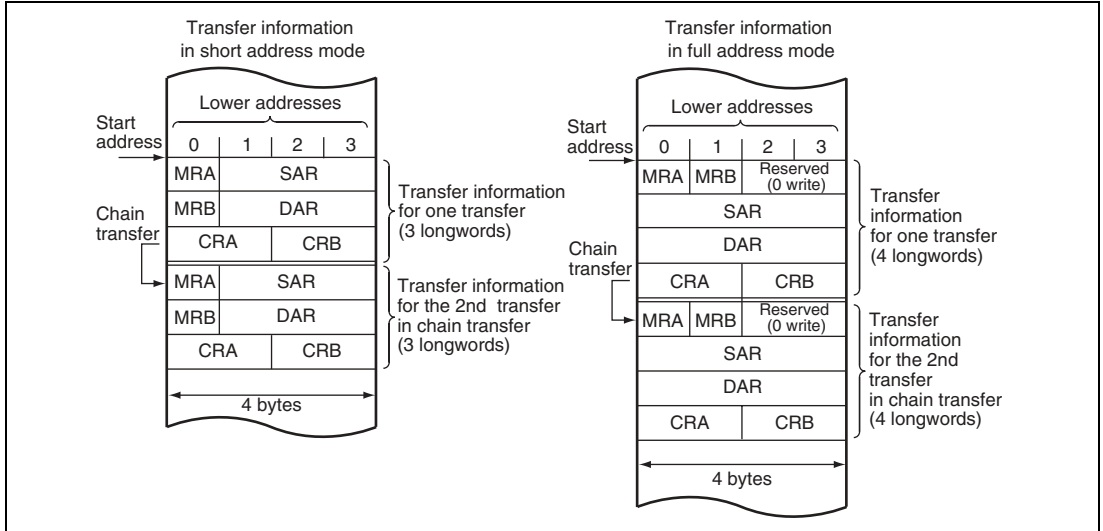 Transfer information
in short address mode
Lower addresses
Start
address
0 1 2 3
MRA SAR
MRB DAR
CRA CRB
Transfer information
for one transfer
(3 longwords)
Chain
transfer
MRA SAR
MRB DAR
CRA CRB
Transfer information
for the 2nd transfer
in chain transfer
(3 longwords)
4 bytes
Transfer information
in full address mode
Lower addresses
Start
address
0 1 2 3
MRA MRB Reserved
(0 write)
SAR
DAR
CRA CRB
Transfer
information
for one transfer
(4 longwords)
Chain
transfer
MRA MRB Reserved
(0 write)
SAR
DAR
CRA CRB
Transfer
information
for the 2nd
transfer
in chain transfer
(4 longwords)
4 bytes